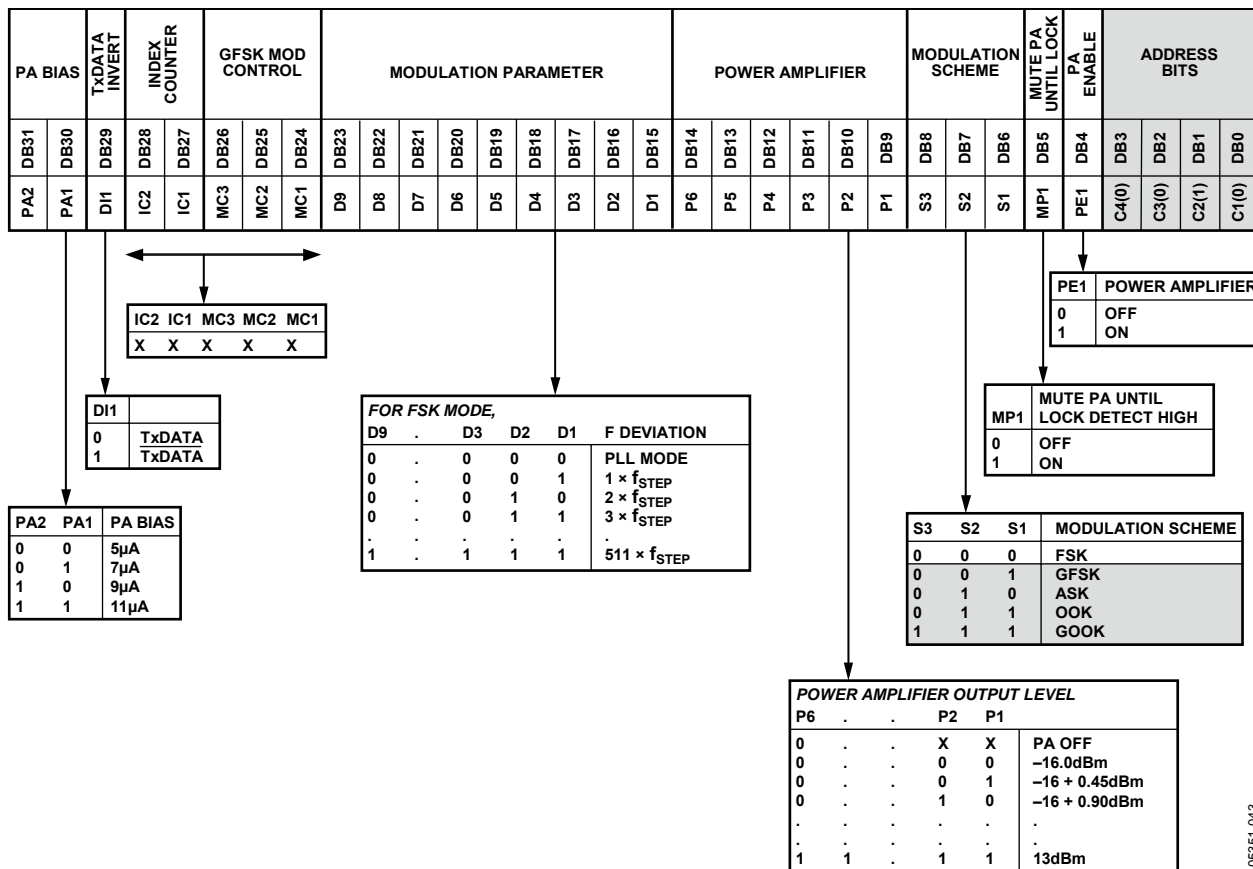 PA BIAS
TxDATA INVERT
INDEX COUNTER
GFSK MOD CONTROL
MODULATION PARAMETER
POWER AMPLIFIER
MODULATION SCHEME
MUTE PA UNTIL LOCK
PA ENABLE
ADDRESS BITS
DB31 DB30 DB29 DB28 DB27 DB26 DB25 DB24 DB23 DB22 DB21 DB20 DB19 DB18 DB17 DB16 DB15 DB14 DB13 DB12 DB11 DB10 DB9 DB8 DB7 DB6 DB5 DB4 DB3 DB2 DB1 DB0
PA2 PA1 DI1 IC2 IC1 MC3 MC2 MC1 D9 D8 D7 D6 D5 D4 D3 D2 D1 P6 P5 P4 P3 P2 P1 S3 S2 S1 MP1 PE1 C4(0) C3(0) C2(1) C1(0)
PE1 POWER AMPLIFIER
0 OFF
1 ON
IC2 IC1 MC3 MC2 MC1
X X X X X
MP1 MUTE PA UNTIL LOCK DETECT HIGH
0 OFF
1 ON
DI1
0 TxDATA
1 T̅x̅D̅A̅T̅A̅
FOR FSK MODE,
D9 . D3 D2 D1 F DEVIATION
0 . 0 0 0 PLL MODE
0 . 0 0 1 1 × fSTEP
0 . 0 1 0 2 × fSTEP
0 . 0 1 1 3 × fSTEP
. . . . . .
1 . 1 1 1 511 × fSTEP
PA2 PA1 PA BIAS
0 0 5µA
0 1 7µA
1 0 9µA
1 1 11µA
S3 S2 S1 MODULATION SCHEME
0 0 0 FSK
0 0 1 GFSK
0 1 0 ASK
0 1 1 OOK
1 1 1 GOOK
POWER AMPLIFIER OUTPUT LEVEL
P6 . . P2 P1
0 . . X X PA OFF
0 . . 0 0 –16.0dBm
0 . . 0 1 –16 + 0.45dBm
0 . . 1 0 –16 + 0.90dBm
. . . . . .
. . . . . .
1 1 . 1 1 13dBm
05351-043